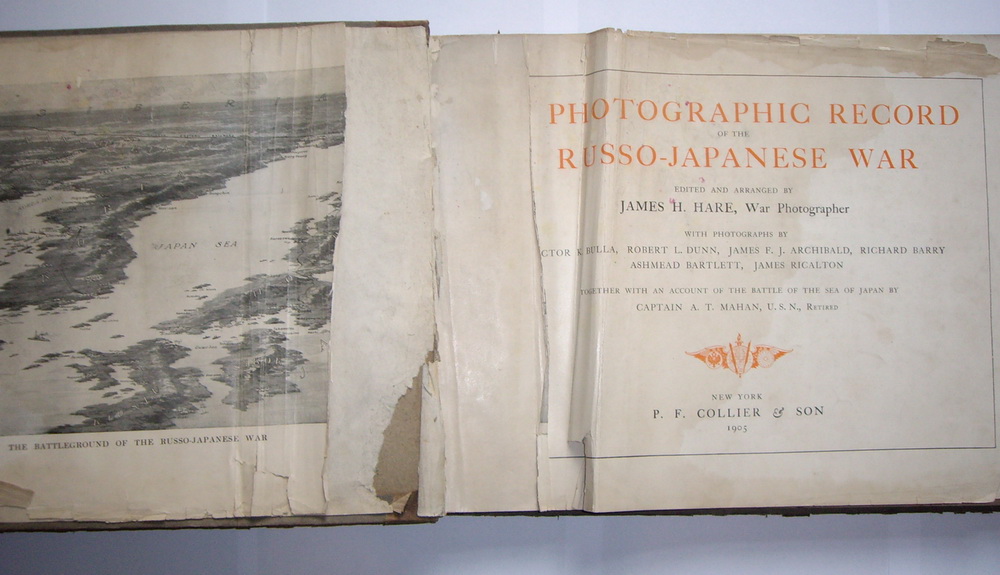 SIBERIA
JAPAN SEA
THE BATTLEGROUND OF THE RUSSO-JAPANESE WAR
PHOTOGRAPHIC RECORD
OF THE
RUSSO-JAPANESE WAR
EDITED AND ARRANGED BY
JAMES H. HARE, War Photographer
WITH PHOTOGRAPHS BY
CTOR K. BULLA, ROBERT L. DUNN, JAMES F. J. ARCHIBALD, RICHARD BARRY
ASHMEAD BARTLETT, JAMES RICALTON
TOGETHER WITH AN ACCOUNT OF THE BATTLE OF THE SEA OF JAPAN BY
CAPTAIN A. T. MAHAN, U. S. N., Retired
NEW YORK
P. F. COLLIER & SON
1905